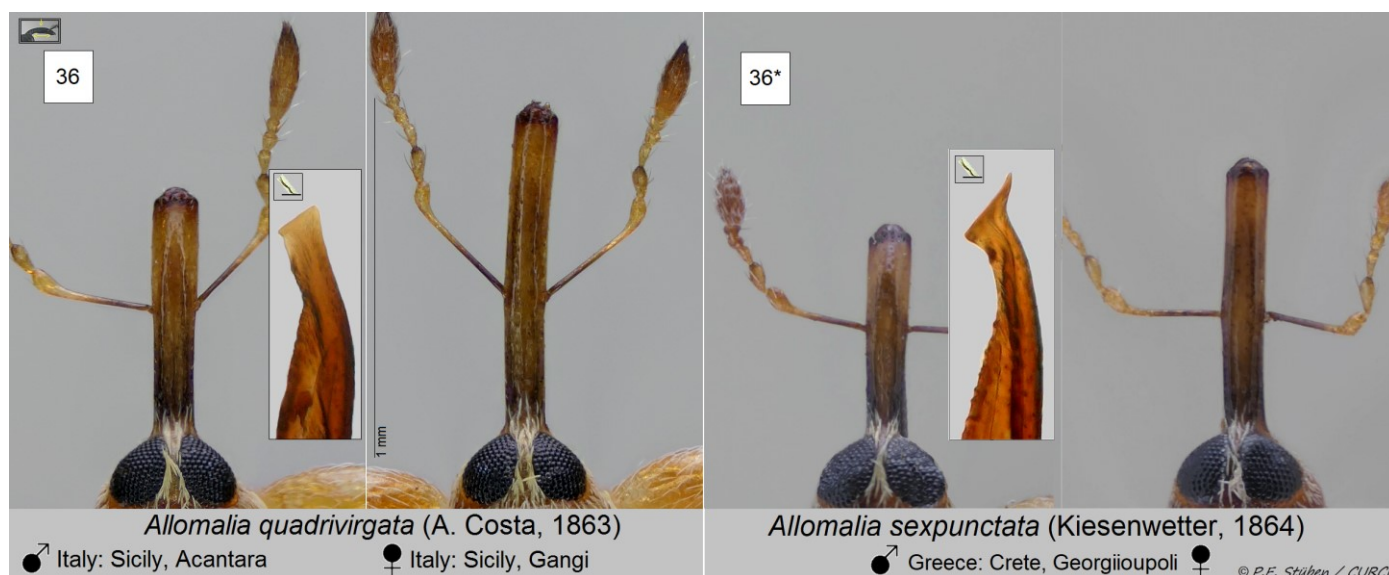 36
36*
1 mm
Allomalia quadrivirgata (A. Costa, 1863)
♂ Italy: Sicily, Acantara
♀ Italy: Sicily, Gangi
Allomalia sexpunctata (Kiesenwetter, 1864)
♂ Greece: Crete, Georgiioupoli ♀
© P.E. Stüben / CURC